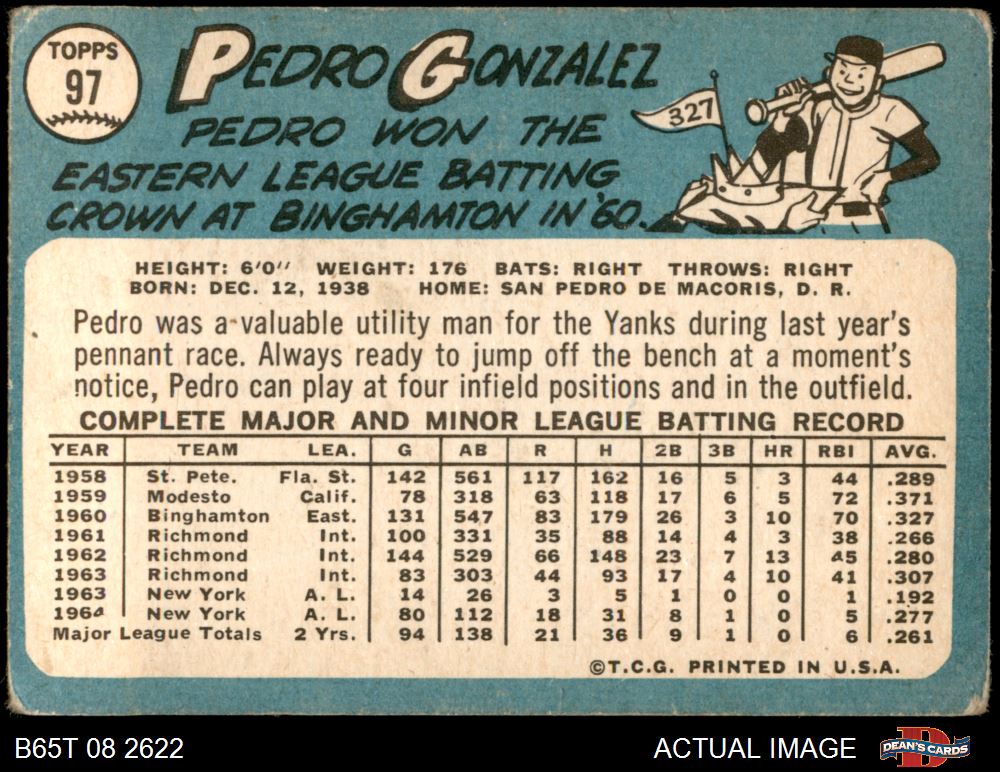 TOPPS
97
PEDRO GONZALEZ
PEDRO WON THE
EASTERN LEAGUE BATTING
CROWN AT BINGHAMTON IN '60.
327
HEIGHT: 6'0" WEIGHT: 176 BATS: RIGHT THROWS: RIGHT
BORN: DEC. 12, 1938 HOME: SAN PEDRO DE MACORIS, D. R.
Pedro was a valuable utility man for the Yanks during last year's
pennant race. Always ready to jump off the bench at a moment's
notice, Pedro can play at four infield positions and in the outfield.
COMPLETE MAJOR AND MINOR LEAGUE BATTING RECORD
YEAR TEAM LEA. G AB R H 2B 3B HR RBI AVG.
1958 St. Pete. Fla. St. 142 561 117 162 16 5 3 44 .289
1959 Modesto Calif. 78 318 63 118 17 6 5 72 .371
1960 Binghamton East. 131 547 83 179 26 3 10 70 .327
1961 Richmond Int. 100 331 35 88 14 4 3 38 .266
1962 Richmond Int. 144 529 66 148 23 7 13 45 .280
1963 Richmond Int. 83 303 44 93 17 4 10 41 .307
1963 New York A. L. 14 26 3 5 1 0 0 1 .192
1964 New York A. L. 80 112 18 31 8 1 0 5 .277
Major League Totals 2 Yrs. 94 138 21 36 9 1 0 6 .261
©T.C.G. PRINTED IN U.S.A.
B65T 08 2622 ACTUAL IMAGE DEAN'S CARDS